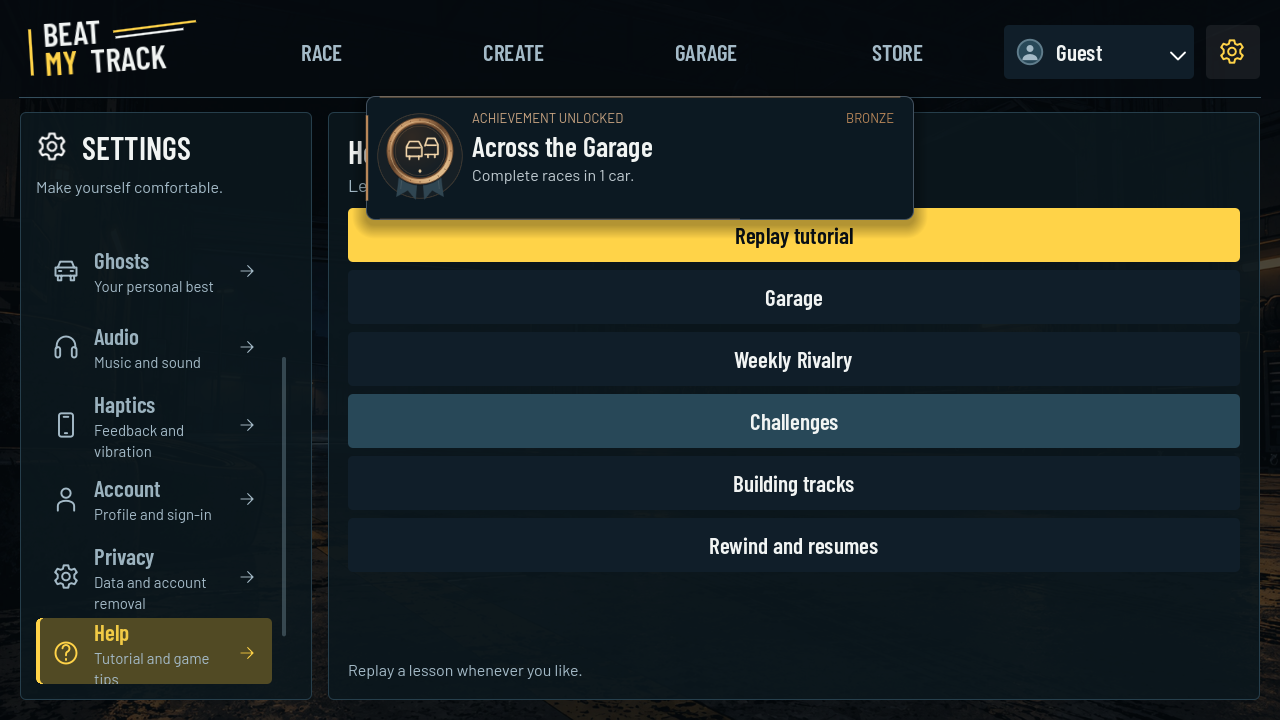 BEAT
MY TRACK
RACE
CREATE
GARAGE
STORE
Guest
SETTINGS
Make yourself comfortable.
Ghosts
Your personal best
Audio
Music and sound
Haptics
Feedback and
vibration
Account
Profile and sign-in
Privacy
Data and account
removal
Help
Tutorial and game
tips
ACHIEVEMENT UNLOCKED
BRONZE
Across the Garage
Complete races in 1 car.
Replay tutorial
Garage
Weekly Rivalry
Challenges
Building tracks
Rewind and resumes
Replay a lesson whenever you like.